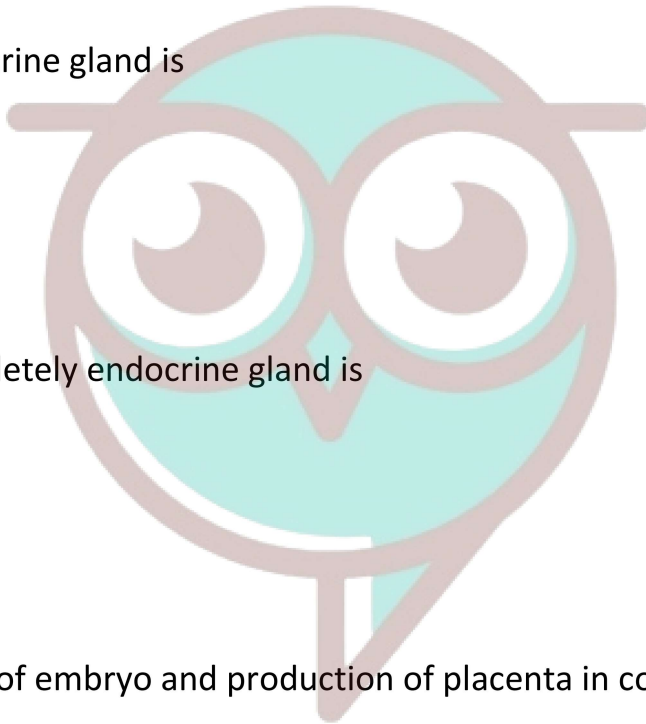 rine gland is
etely endocrine gland is
of embryo and production of placenta in co